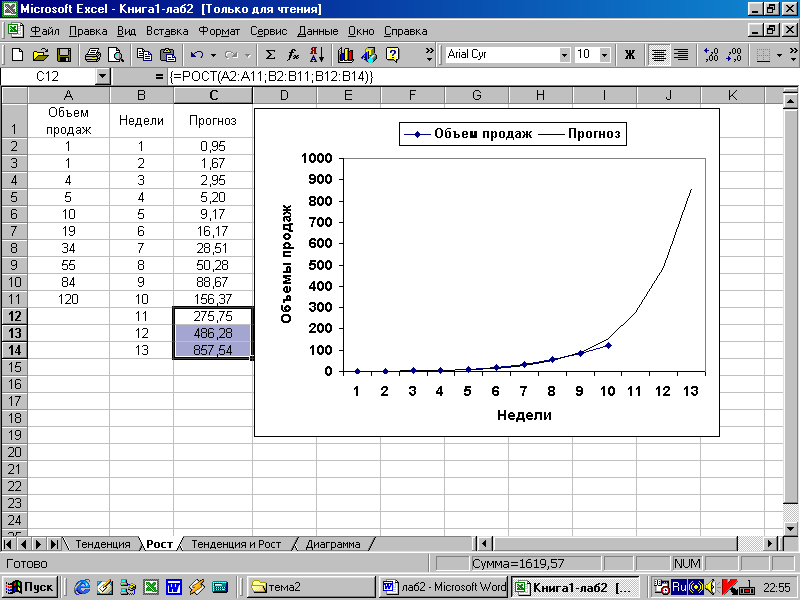 Microsoft Excel - Книга1-лаб2 [Только для чтения]
Файл Правка Вид Вставка Формат Сервис Данные Окно Справка
Arial Cyr 10 Ж
C12 = {=РОСТ(A2:A11;B2:B11;B12:B14)}
A B C D E F G H I J K
1 Объем продаж Недели Прогноз
2 1 1 0,95
3 1 2 1,67
4 4 3 2,95
5 5 4 5,20
6 10 5 9,17
7 19 6 16,17
8 34 7 28,51
9 55 8 50,28
10 84 9 88,67
11 120 10 156,37
12 11 275,75
13 12 486,28
14 13 857,54
15
16
17
18
19
20
21
22
23
24
Объем продаж Прогноз
Объемы продаж
1000
900
800
700
600
500
400
300
200
100
0
1 2 3 4 5 6 7 8 9 10 11 12 13
Недели
Тенденция Рост Тенденция и Рост Диаграмма
Готово Сумма=1619,57 NUM
Пуск тема2 лаб2 - Microsoft Word Книга1-лаб2 [... Ru 22:55